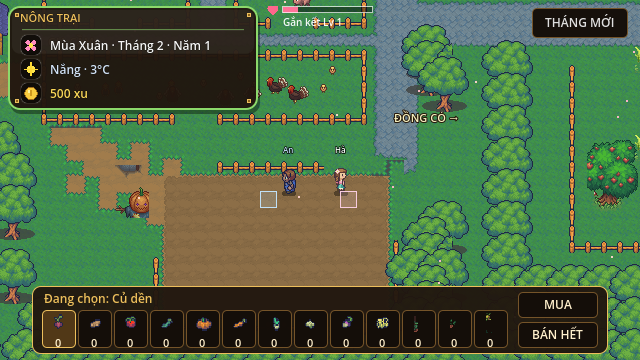 NÔNG TRẠI
Mùa Xuân · Tháng 2 · Năm 1
Nắng · 3°C
500 xu
Gắn kết Lv 1
THÁNG MỚI
ĐỒNG CỎ →
An
Hà
Đang chọn: Củ dền
0 0 0 0 0 0 0 0 0 0 0 0 0
MUA
BÁN HẾT